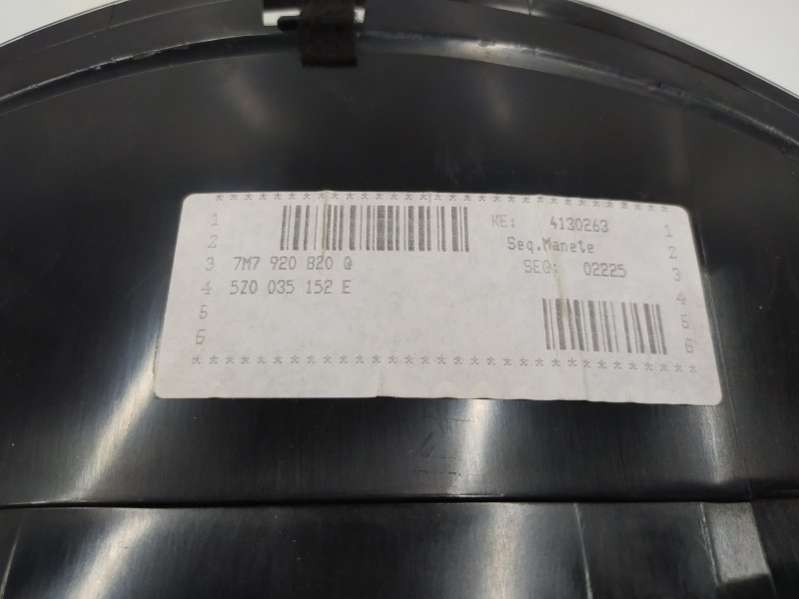 * * * * * * * * * * * * * * * * * * * * * * * *
1 KE: 4130263 1
2 Seq.Manete 2
3 7M7 920 820 Q SEQ: 02225 3
4 5Z0 035 152 E 4
5 5
6 6
* * * * * * * * * * * * * * * * * * * * * * * *